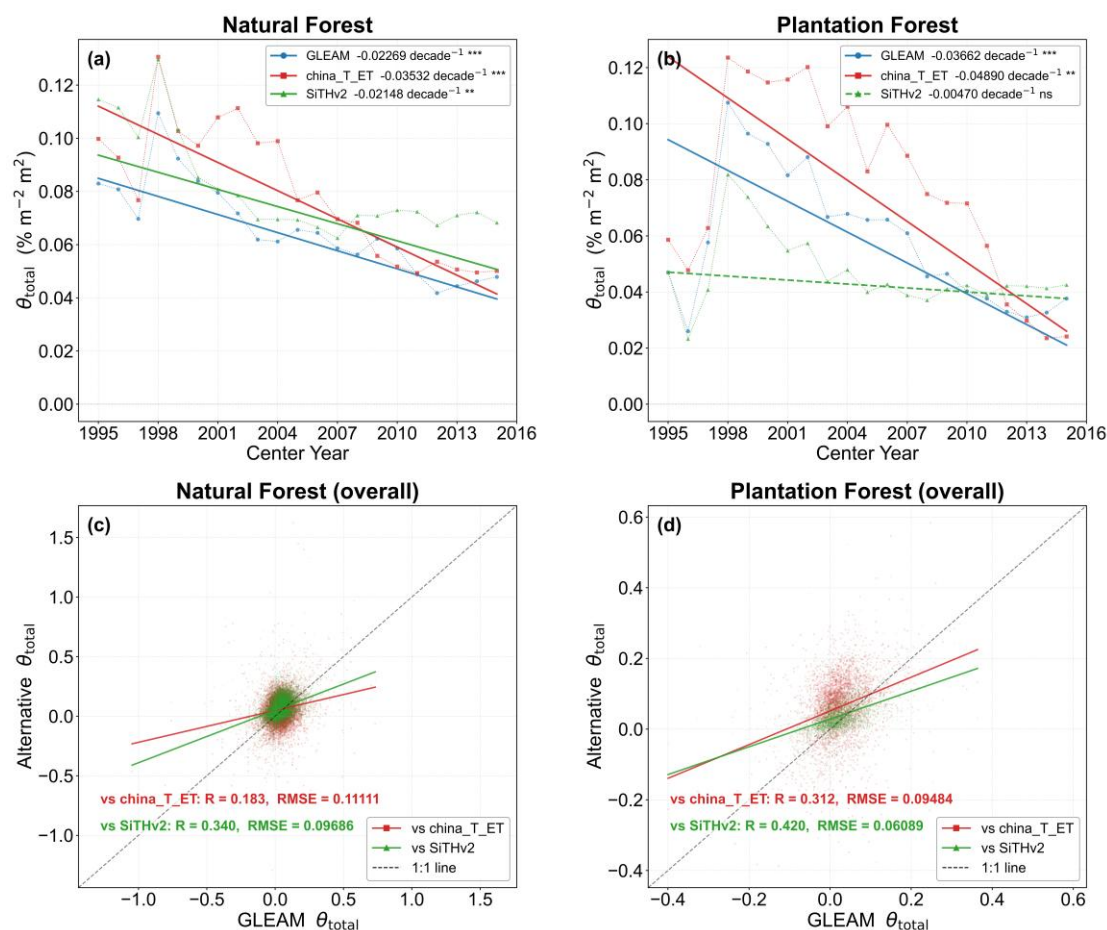 Natural Forest
(a)
GLEAM -0.02269 decade⁻¹ ***
china_T_ET -0.03532 decade⁻¹ ***
SiTHv2 -0.02148 decade⁻¹ **
0.12
0.10
0.08
0.06
0.04
0.02
0.00
θtotal (% m⁻² m²)
1995 1998 2001 2004 2007 2010 2013 2016
Center Year
Plantation Forest
(b)
GLEAM -0.03662 decade⁻¹ ***
china_T_ET -0.04890 decade⁻¹ **
SiTHv2 -0.00470 decade⁻¹ ns
0.12
0.10
0.08
0.06
0.04
0.02
0.00
θtotal (% m⁻² m²)
1995 1998 2001 2004 2007 2010 2013 2016
Center Year
Natural Forest (overall)
(c)
1.5
1.0
0.5
0.0
−0.5
−1.0
Alternative θtotal
vs china_T_ET: R = 0.183, RMSE = 0.11111
vs SiTHv2: R = 0.340, RMSE = 0.09686
vs china_T_ET
vs SiTHv2
1:1 line
−1.0 −0.5 0.0 0.5 1.0 1.5
GLEAM θtotal
Plantation Forest (overall)
(d)
0.6
0.4
0.2
0.0
−0.2
−0.4
Alternative θtotal
vs china_T_ET: R = 0.312, RMSE = 0.09484
vs SiTHv2: R = 0.420, RMSE = 0.06089
vs china_T_ET
vs SiTHv2
1:1 line
−0.4 −0.2 0.0 0.2 0.4 0.6
GLEAM θtotal